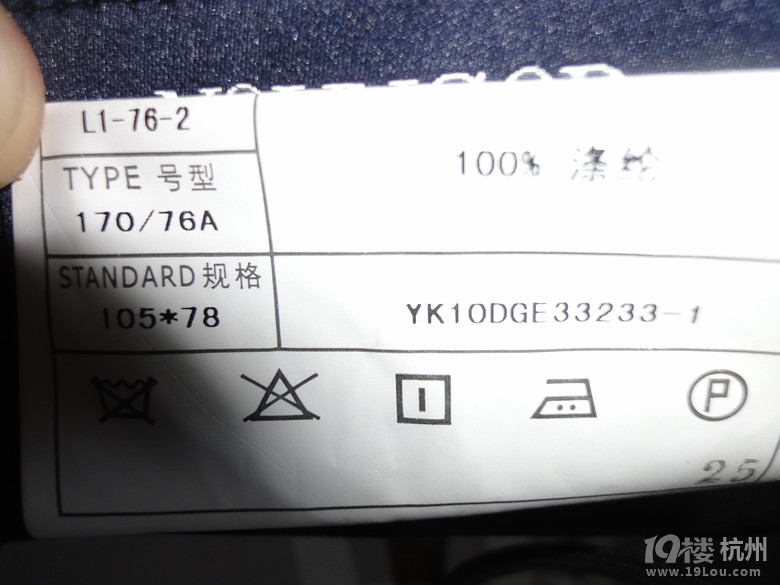 L1-76-2
TYPE 号型
170/76A
100% 涤纶
STANDARD 规格
105*78
YK10DGE33233-1
P
25
19楼 杭州
www.19Lou.com